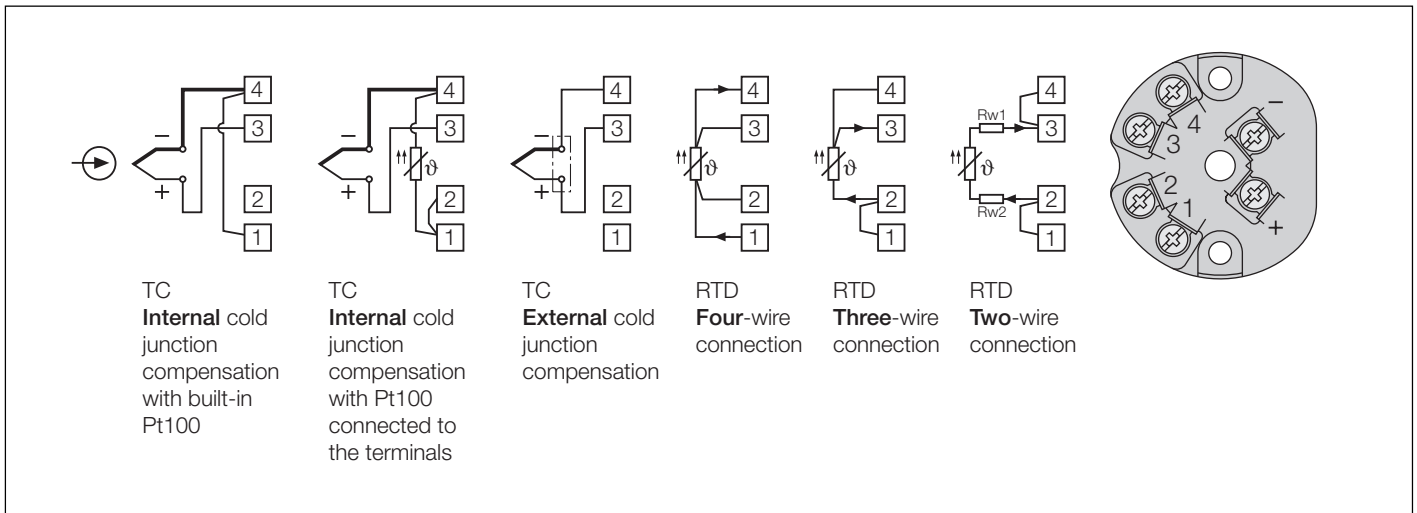 4
3
2
1
−
+
4
3
2
1
−
+
ϑ
4
3
2
1
−
+
4
3
2
1
ϑ
4
3
2
1
ϑ
4
3
2
1
Rw1
Rw2
ϑ
4
3
2
1
−
+
TC
Internal cold
junction
compensation
with built-in
Pt100
TC
Internal cold
junction
compensation
with Pt100
connected to
the terminals
TC
External cold
junction
compensation
RTD
Four-wire
connection
RTD
Three-wire
connection
RTD
Two-wire
connection